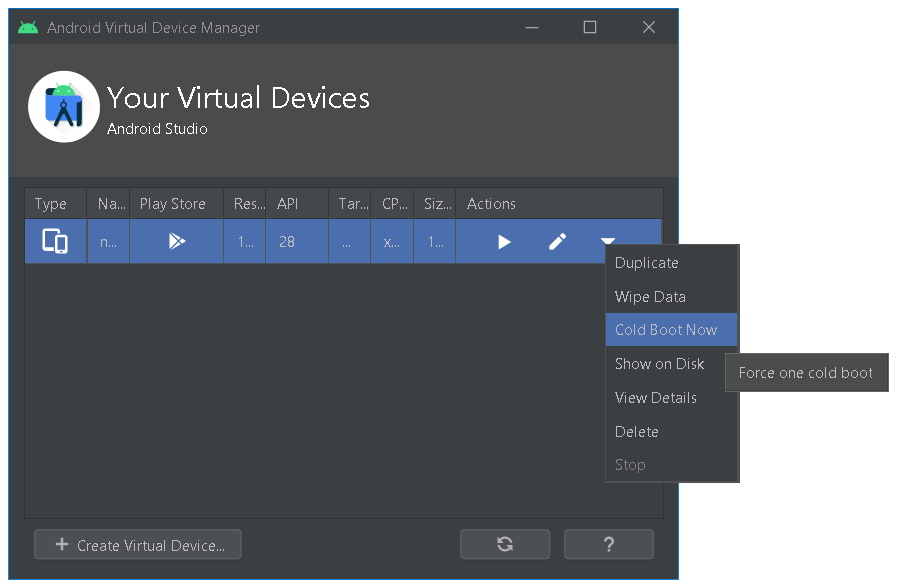 Android Virtual Device Manager
Your Virtual Devices
Android Studio
Type Na... Play Store Res... API Tar... CP... Siz... Actions
n... 1... 28 ... x... 1...
Duplicate
Wipe Data
Cold Boot Now
Show on Disk
Force one cold boot
View Details
Delete
Stop
+ Create Virtual Device... ?